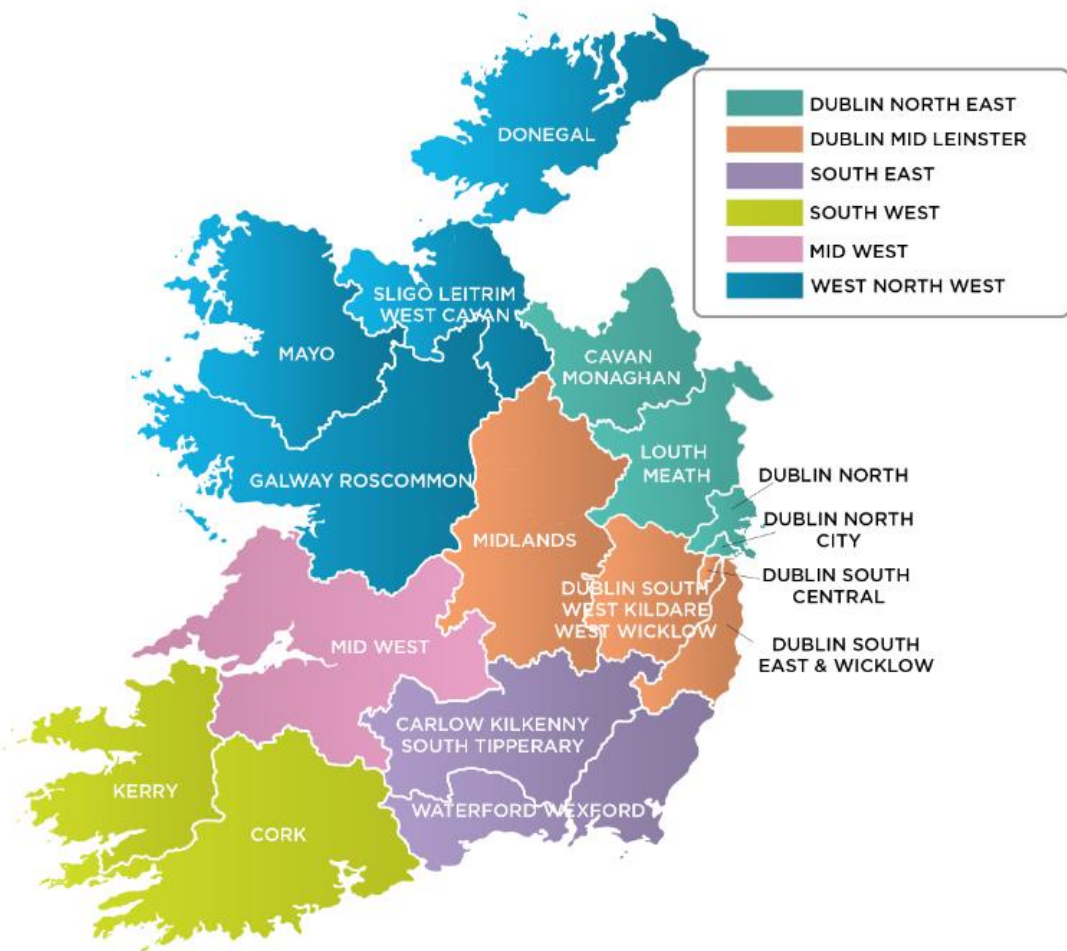 DUBLIN NORTH EAST
DUBLIN MID LEINSTER
SOUTH EAST
SOUTH WEST
MID WEST
WEST NORTH WEST
DONEGAL
SLIGO LEITRIM
WEST CAVAN
MAYO
CAVAN
MONAGHAN
GALWAY ROSCOMMON
LOUTH
MEATH
DUBLIN NORTH
DUBLIN NORTH
CITY
MIDLANDS
DUBLIN SOUTH
WEST KILDARE
WEST WICKLOW
DUBLIN SOUTH
CENTRAL
DUBLIN SOUTH
EAST & WICKLOW
MID WEST
CARLOW KILKENNY
SOUTH TIPPERARY
KERRY
WATERFORD WEXFORD
CORK